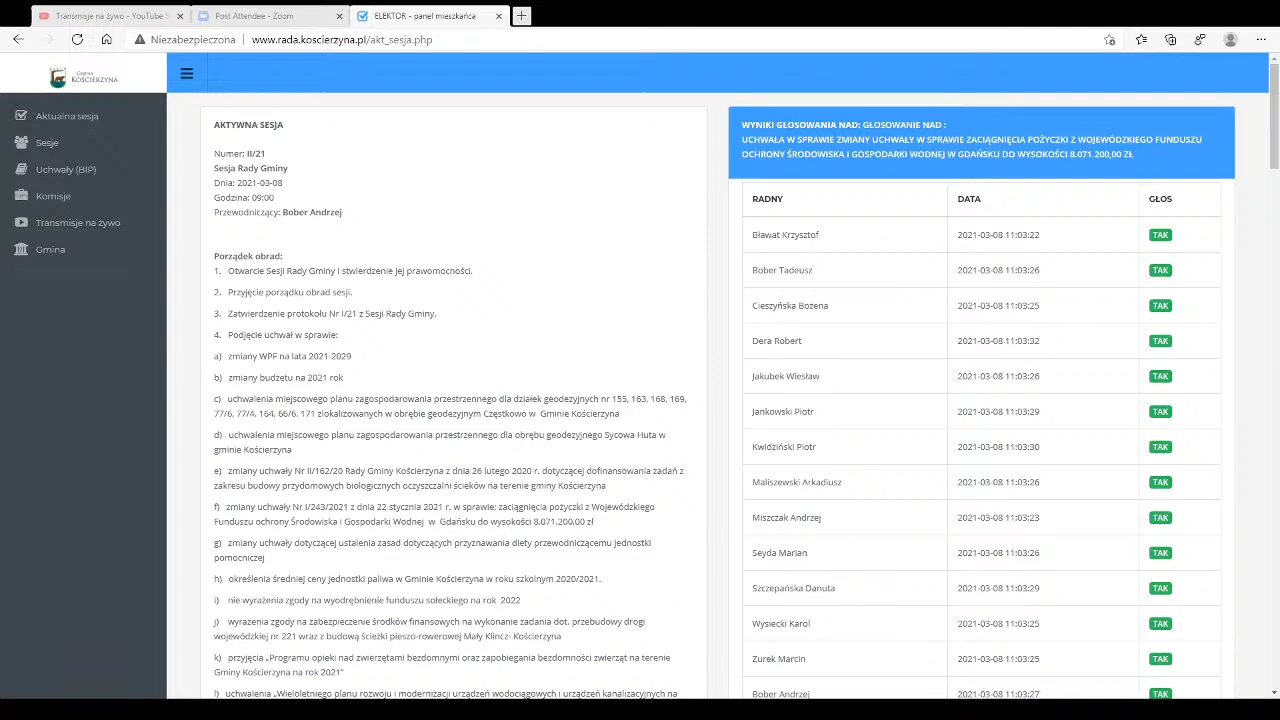 Transmisje na żywo - YouTube S
Post Attendee - Zoom
ELEKTOR - panel mieszkańca
Niezabezpieczona
www.rada.koscierzyna.pl/akt_sesja.php
GMINA
KOŚCIERZYNA
Aktualna sesja
Sesje
Uchwały (BIP)
Komisje
Transmisje na żywo
Gmina
AKTYWNA SESJA
Numer: II/21
Sesja Rady Gminy
Dnia: 2021-03-08
Godzina: 09:00
Przewodniczący: Bober Andrzej
Porządek obrad:
1. Otwarcie Sesji Rady Gminy i stwierdzenie jej prawomocności.
2. Przyjęcie porządku obrad sesji.
3. Zatwierdzenie protokołu Nr I/21 z Sesji Rady Gminy.
4. Podjęcie uchwał w sprawie:
a) zmiany WPF na lata 2021-2029
b) zmiany budżetu na 2021 rok
c) uchwalenia miejscowego planu zagospodarowania przestrzennego dla działek geodezyjnych nr 155, 163, 168, 169,
77/6, 77/4, 164, 66/6. 171 zlokalizowanych w obrębie geodezyjnym Częstkowo w Gminie Kościerzyna
d) uchwalenia miejscowego planu zagospodarowania przestrzennego dla obrębu geodezyjnego Sycowa Huta w
gminie Kościerzyna
e) zmiany uchwały Nr II/162/20 Rady Gminy Kościerzyna z dnia 26 lutego 2020 r. dotyczącej dofinansowania zadań z
zakresu budowy przydomowych biologicznych oczyszczalni ścieków na terenie gminy Kościerzyna
f) zmiany uchwały Nr I/243/2021 z dnia 22 stycznia 2021 r. w sprawie: zaciągnięcia pożyczki z Wojewódzkiego
Funduszu ochrony Środowiska i Gospodarki Wodnej w Gdańsku do wysokości 8.071.200,00 zł
g) zmiany uchwały dotyczącej ustalenia zasad dotyczących przyznawania diety przewodniczącemu jednostki
pomocniczej
h) określenia średniej ceny jednostki paliwa w Gminie Kościerzyna w roku szkolnym 2020/2021.
i) nie wyrażenia zgody na wyodrębnienie funduszu sołeckiego na rok 2022
j) wyrażenia zgody na zabezpieczenie środków finansowych na wykonanie zadania dot. przebudowy drogi
wojewódzkiej nr 221 wraz z budową ścieżki pieszo-rowerowej Mały Klincz- Kościerzyna
k) przyjęcia „Programu opieki nad zwierzętami bezdomnymi oraz zapobiegania bezdomności zwierząt na terenie
Gminy Kościerzyna na rok 2021”
l) uchwalenia „Wieloletniego planu rozwoju i modernizacji urządzeń wodociągowych i urządzeń kanalizacyjnych na
WYNIKI GŁOSOWANIA NAD: GŁOSOWANIE NAD :
UCHWAŁA W SPRAWIE ZMIANY UCHWAŁY W SPRAWIE ZACIĄGNIĘCIA POŻYCZKI Z WOJEWÓDZKIEGO FUNDUSZU
OCHRONY ŚRODOWISKA I GOSPODARKI WODNEJ W GDAŃSKU DO WYSOKOŚCI 8.071.200,00 ZŁ
RADNY DATA GŁOS
Bławat Krzysztof 2021-03-08 11:03:22 TAK
Bober Tadeusz 2021-03-08 11:03:26 TAK
Cieszyńska Bożena 2021-03-08 11:03:25 TAK
Dera Robert 2021-03-08 11:03:32 TAK
Jakubek Wiesław 2021-03-08 11:03:26 TAK
Jankowski Piotr 2021-03-08 11:03:29 TAK
Kwidziński Piotr 2021-03-08 11:03:30 TAK
Maliszewski Arkadiusz 2021-03-08 11:03:26 TAK
Miszczak Andrzej 2021-03-08 11:03:23 TAK
Seyda Marian 2021-03-08 11:03:26 TAK
Szczepańska Danuta 2021-03-08 11:03:29 TAK
Wysiecki Karol 2021-03-08 11:03:25 TAK
Żurek Marcin 2021-03-08 11:03:25 TAK
Bober Andrzej 2021-03-08 11:03:27 TAK